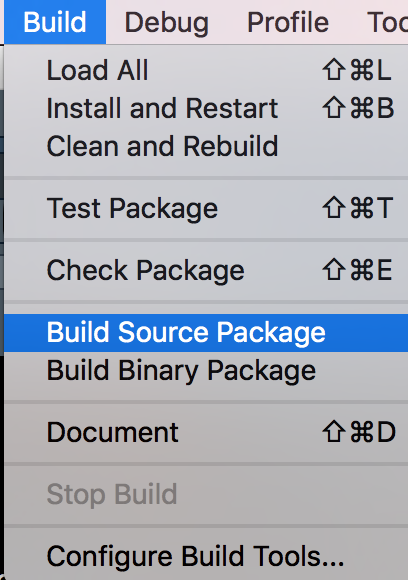 Build Debug Profile Too
Load All ⇧⌘L
Install and Restart ⇧⌘B
Clean and Rebuild
Test Package ⇧⌘T
Check Package ⇧⌘E
Build Source Package
Build Binary Package
Document ⇧⌘D
Stop Build
Configure Build Tools...